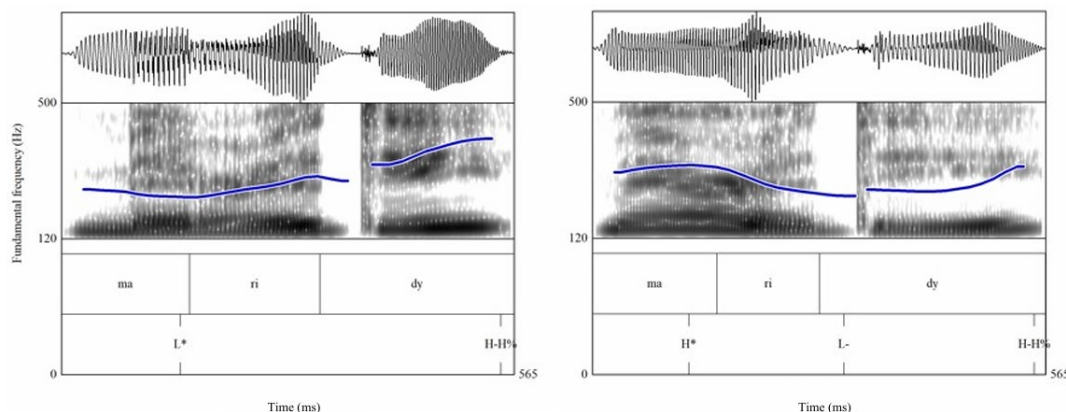 500
Fundamental frequency (Hz)
120
ma ri dy
L* H-H%
0 565
Time (ms)
500
120
ma ri dy
H* L- H-H%
0 565
Time (ms)